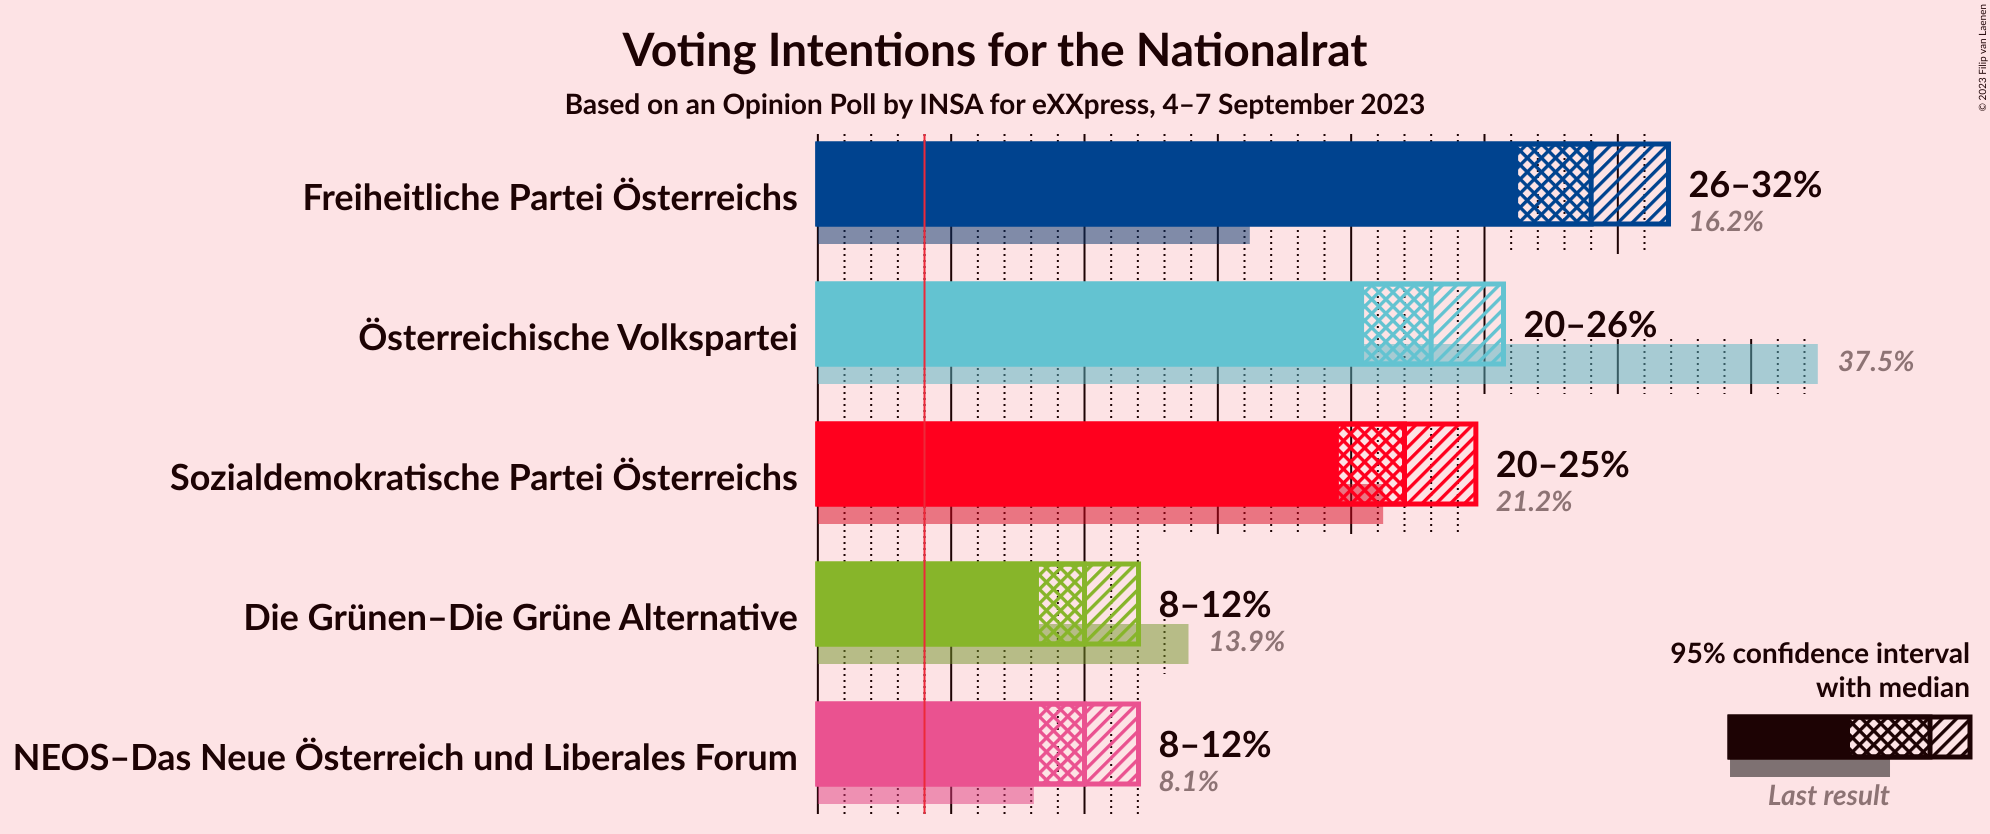 Voting Intentions for the Nationalrat
Based on an Opinion Poll by INSA for eXXpress, 4–7 September 2023
© 2023 Filip van Laenen
Freiheitliche Partei Österreichs
26–32%
16.2%
Österreichische Volkspartei
20–26%
37.5%
Sozialdemokratische Partei Österreichs
20–25%
21.2%
Die Grünen–Die Grüne Alternative
8–12%
13.9%
NEOS–Das Neue Österreich und Liberales Forum
8–12%
8.1%
95% confidence interval
with median
Last result